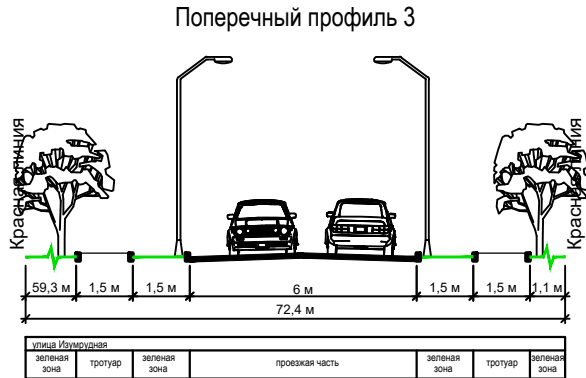 Поперечный профиль 3
Красная линия
Красная линия
59,3 м 1,5 м 1,5 м 6 м 1,5 м 1,5 м 1,1 м
72,4 м
улица Изумрудная
зеленая зона тротуар зеленая зона проезжая часть зеленая зона тротуар зеленая зона